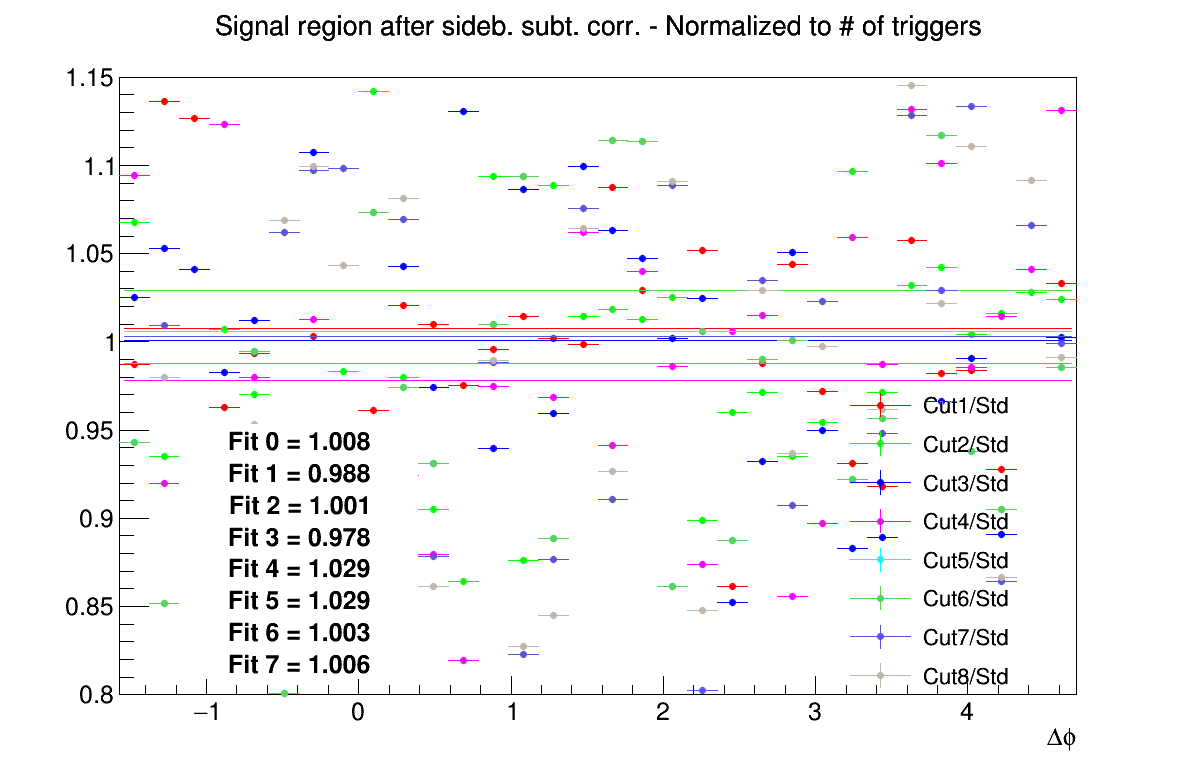 Signal region after sideb. subt. corr. - Normalized to # of triggers
1.15
1.1
1.05
1
0.95
0.9
0.85
0.8
Fit 0 = 1.008
Fit 1 = 0.988
Fit 2 = 1.001
Fit 3 = 0.978
Fit 4 = 1.029
Fit 5 = 1.029
Fit 6 = 1.003
Fit 7 = 1.006
Cut1/Std
Cut2/Std
Cut3/Std
Cut4/Std
Cut5/Std
Cut6/Std
Cut7/Std
Cut8/Std
−1 0 1 2 3 4
Δϕ